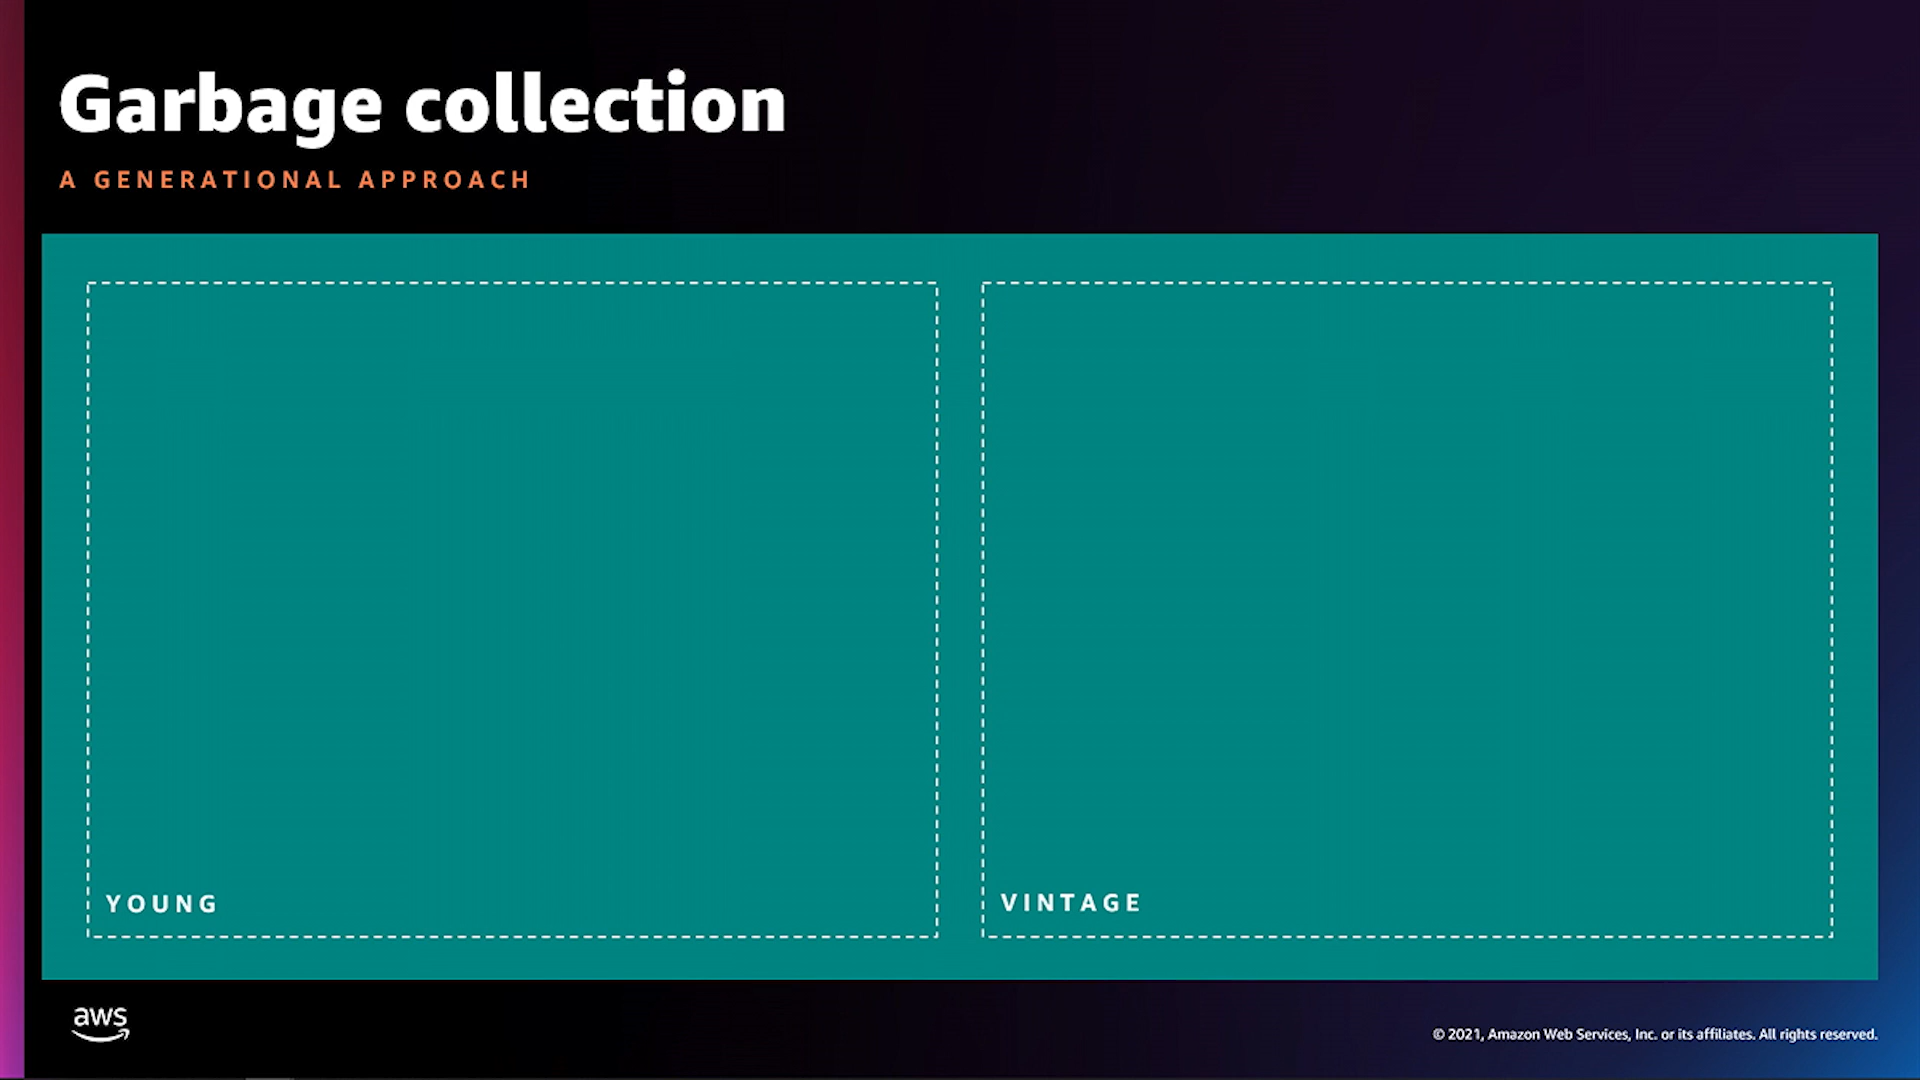 Garbage collection
A GENERATIONAL APPROACH
YOUNG
VINTAGE
aws
© 2021, Amazon Web Services, Inc. or its affiliates. All rights reserved.